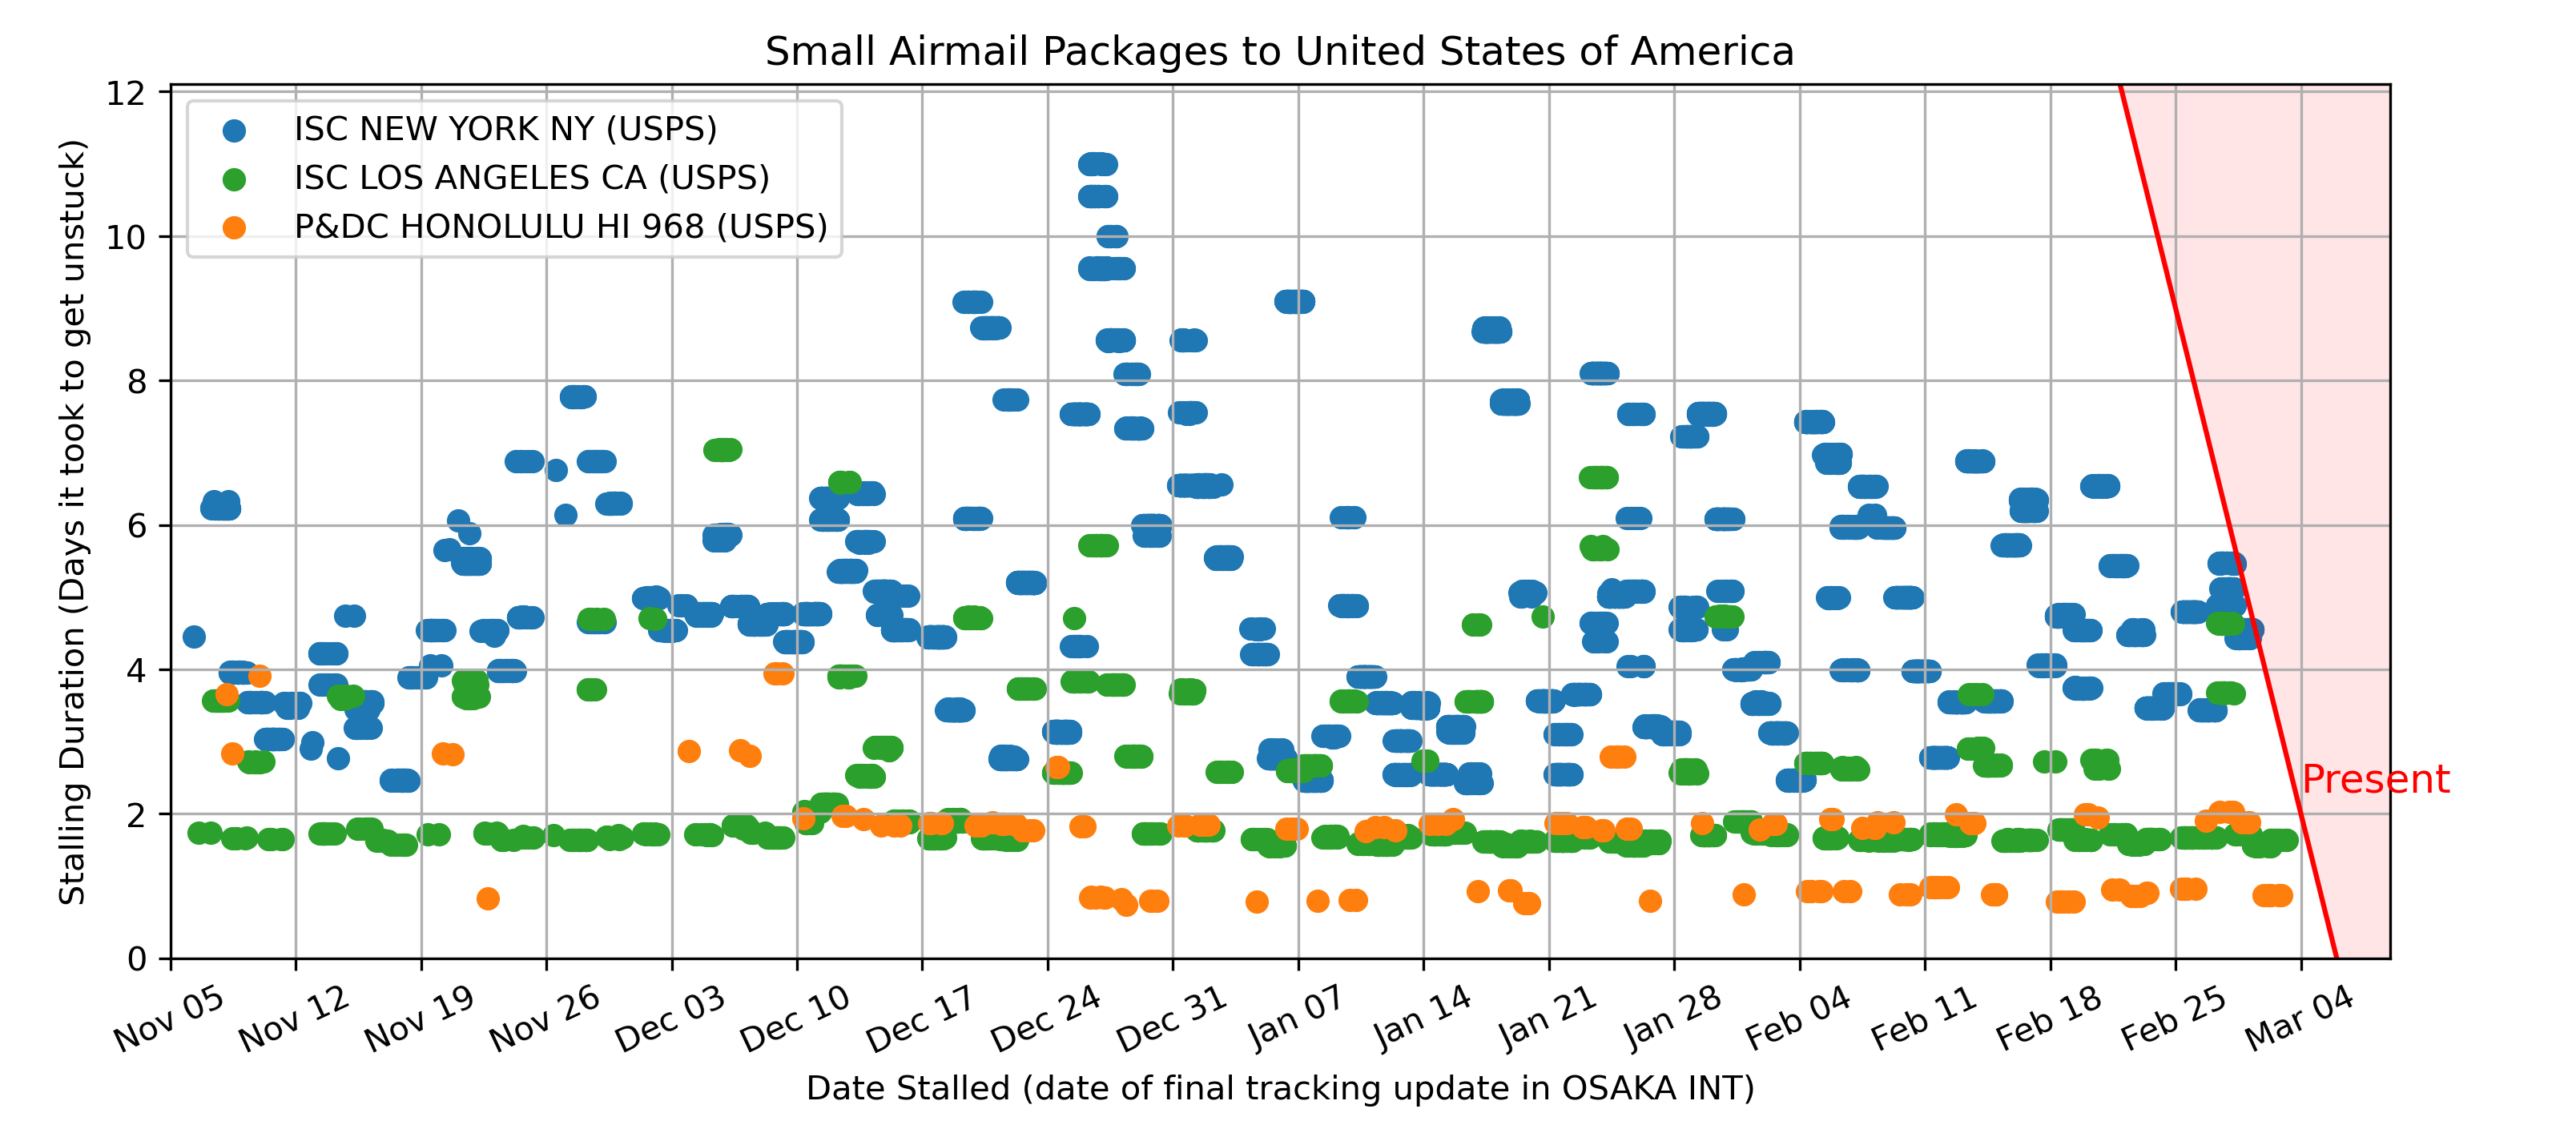 Small Airmail Packages to United States of America
12
10
8
6
4
2
0
Stalling Duration (Days it took to get unstuck)
ISC NEW YORK NY (USPS)
ISC LOS ANGELES CA (USPS)
P&DC HONOLULU HI 968 (USPS)
Present
Nov 05
Nov 12
Nov 19
Nov 26
Dec 03
Dec 10
Dec 17
Dec 24
Dec 31
Jan 07
Jan 14
Jan 21
Jan 28
Feb 04
Feb 11
Feb 18
Feb 25
Mar 04
Date Stalled (date of final tracking update in OSAKA INT)